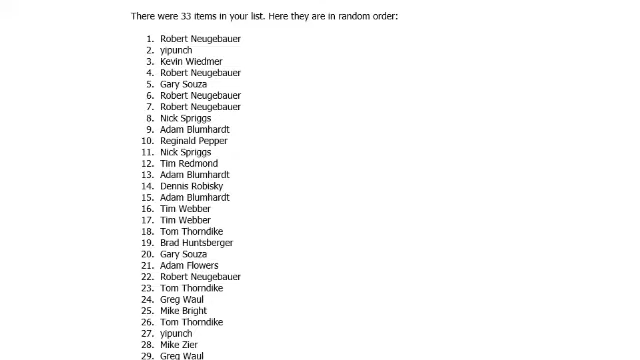 There were 33 items in your list. Here they are in random order:
1. Robert Neugebauer
2. yipunch
3. Kevin Wiedmer
4. Robert Neugebauer
5. Gary Souza
6. Robert Neugebauer
7. Robert Neugebauer
8. Nick Spriggs
9. Adam Blumhardt
10. Reginald Pepper
11. Nick Spriggs
12. Tim Redmond
13. Adam Blumhardt
14. Dennis Robisky
15. Adam Blumhardt
16. Tim Webber
17. Tim Webber
18. Tom Thorndike
19. Brad Huntsberger
20. Gary Souza
21. Adam Flowers
22. Robert Neugebauer
23. Tom Thorndike
24. Greg Waul
25. Mike Bright
26. Tom Thorndike
27. yipunch
28. Mike Zier
29. Greg Waul